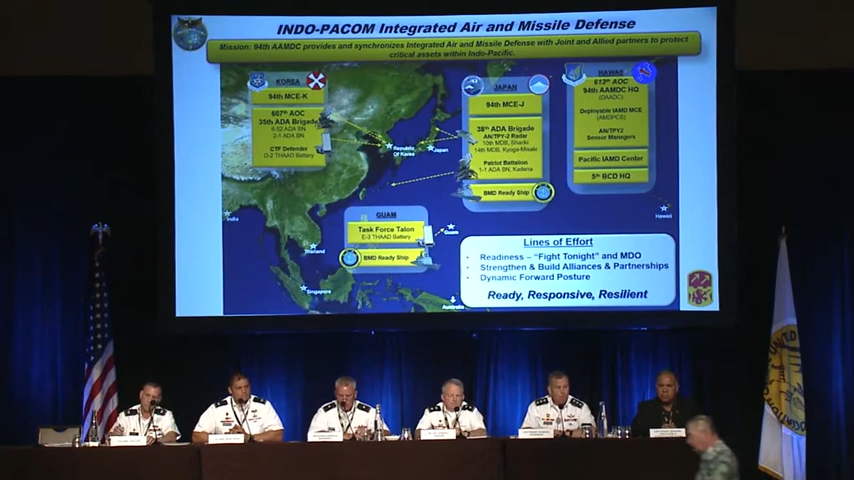 INDO-PACOM Integrated Air and Missile Defense
Mission: 94th AAMDC provides and synchronizes Integrated Air and Missile Defense with Joint and Allied partners to protect
critical assets within Indo-Pacific.
KOREA
94th MCE-K
607th AOC
35th ADA Brigade
6-52 ADA BN
2-1 ADA BN
CTF Defender
D-2 THAAD Battery
JAPAN
94th MCE-J
38th ADA Brigade
AN/TPY-2 Radar
10th MDB, Shariki
14th MDB, Kyoga-Misaki
Patriot Battalion
1-1 ADA BN, Kadena
BMD Ready Ship
HAWAII
613th AOC
94th AAMDC HQ
(DAADC)
Deployable IAMD MCE
(AMDPCS)
AN/TPY2
Sensor Managers
Pacific IAMD Center
5th BCD HQ
Republic
Of Korea
Japan
GUAM
Task Force Talon
E-3 THAAD Battery
BMD Ready Ship
India
Thailand
Singapore
Guam
Hawaii
Australia
Lines of Effort
• Readiness – "Fight Tonight" and MDO
• Strengthen & Build Alliances & Partnerships
• Dynamic Forward Posture
Ready, Responsive, Resilient